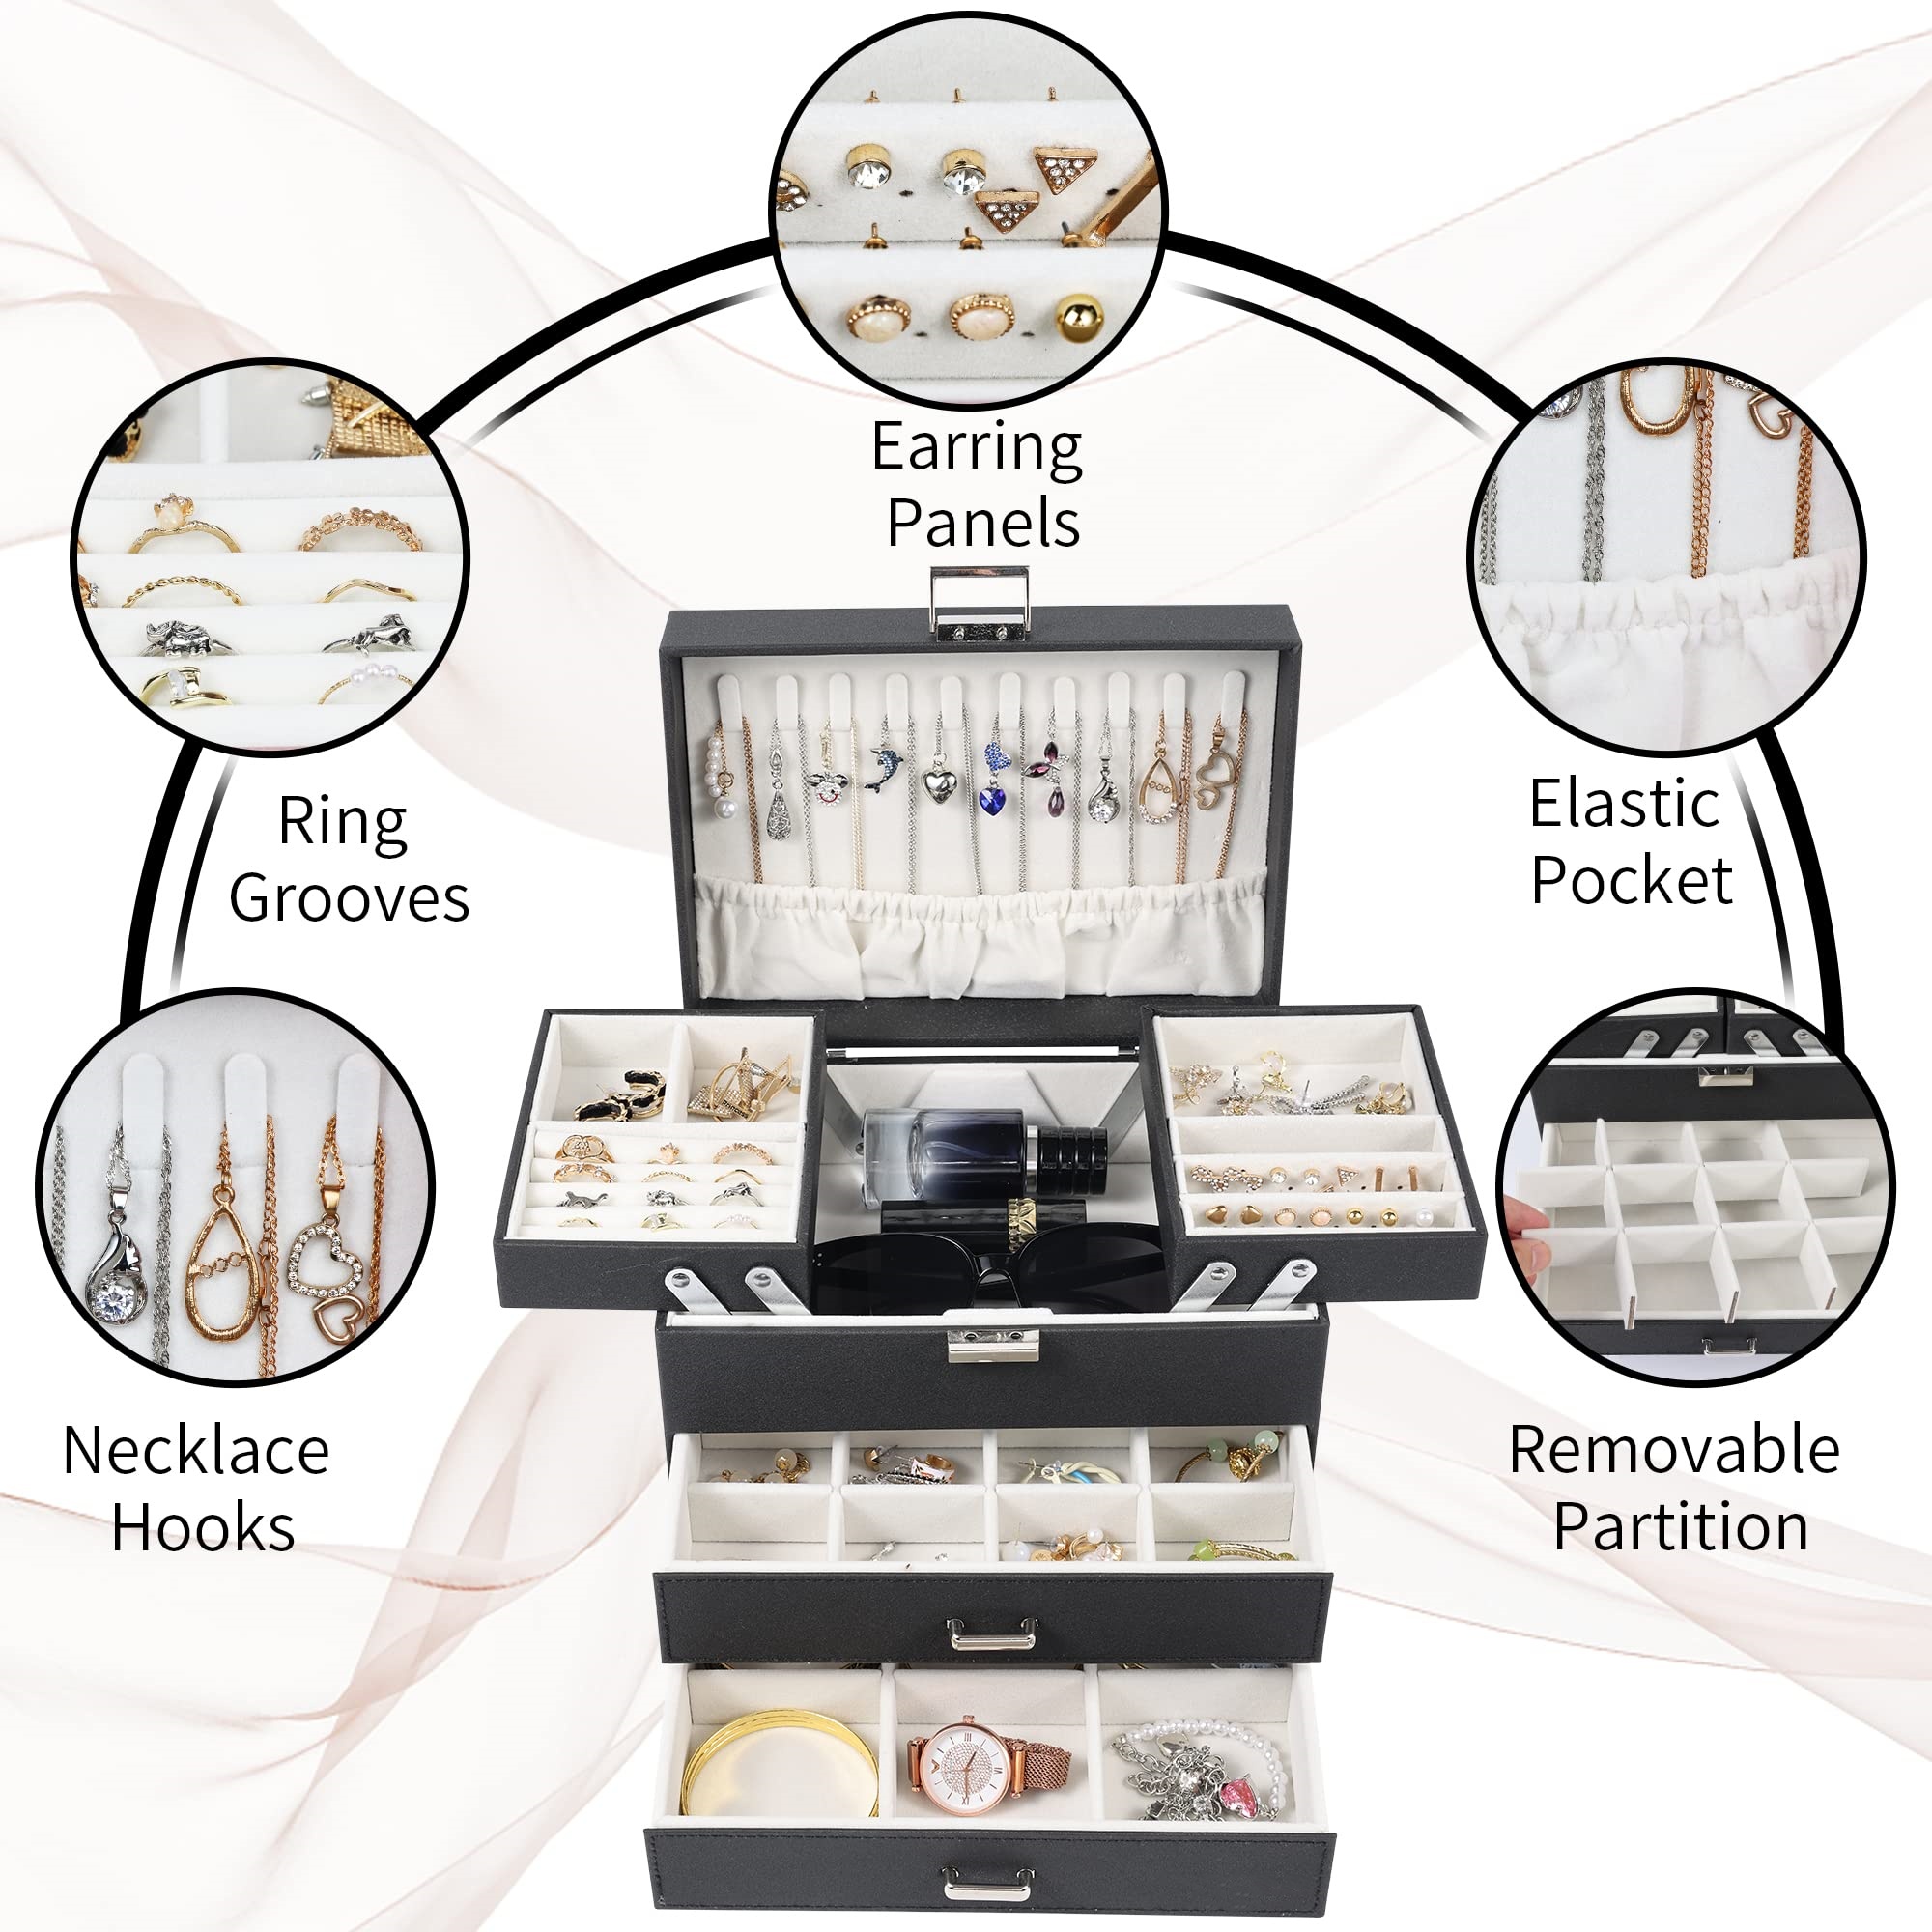 Earring
Panels
Ring
Grooves
Elastic
Pocket
Necklace
Hooks
Removable
Partition